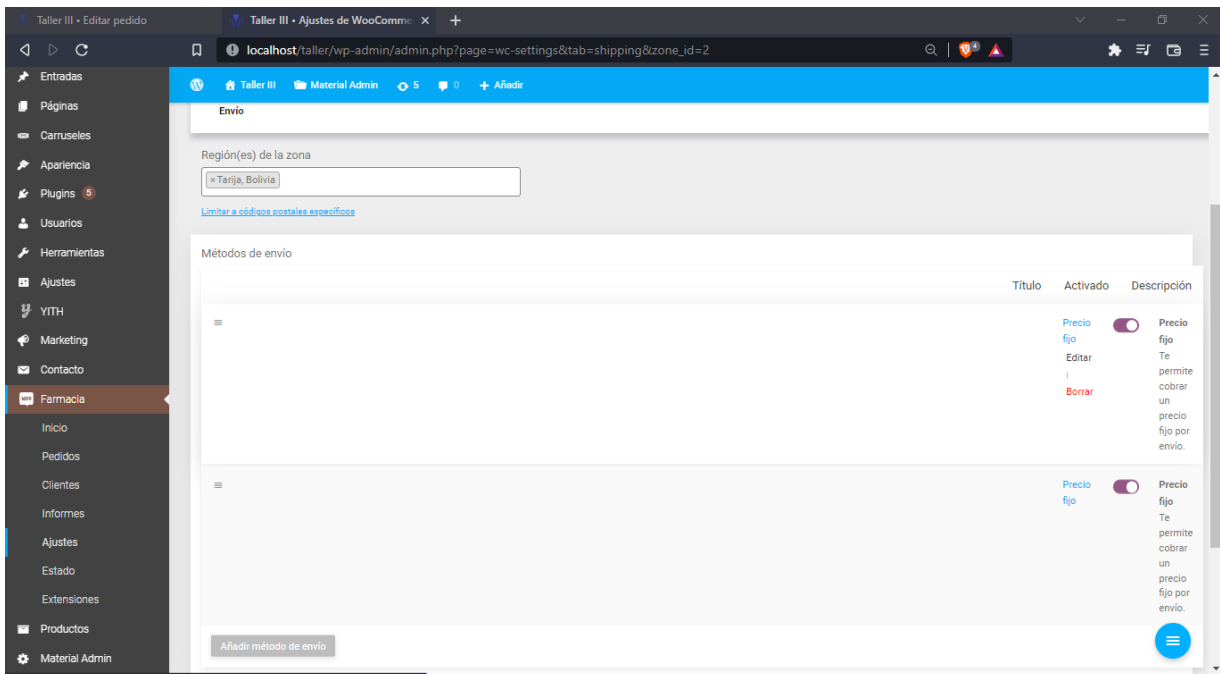 Taller III • Editar pedido
Taller III • Ajustes de WooComme
localhost/taller/wp-admin/admin.php?page=wc-settings&tab=shipping&zone_id=2
Entradas
Páginas
Carruseles
Apariencia
Plugins 5
Usuarios
Herramientas
Ajustes
YITH
Marketing
Contacto
Farmacia
Inicio
Pedidos
Clientes
Informes
Ajustes
Estado
Extensiones
Productos
Material Admin
Taller III Material Admin 5 0 + Añadir
Envío
Región(es) de la zona
× Tarija, Bolivia
Limitar a códigos postales específicos
Métodos de envío
Título Activado Descripción
Precio
fijo
Editar
|
Borrar
Precio
fijo
Te
permite
cobrar
un
precio
fijo por
envío.
Precio
fijo
Precio
fijo
Te
permite
cobrar
un
precio
fijo por
envío.
Añadir método de envío